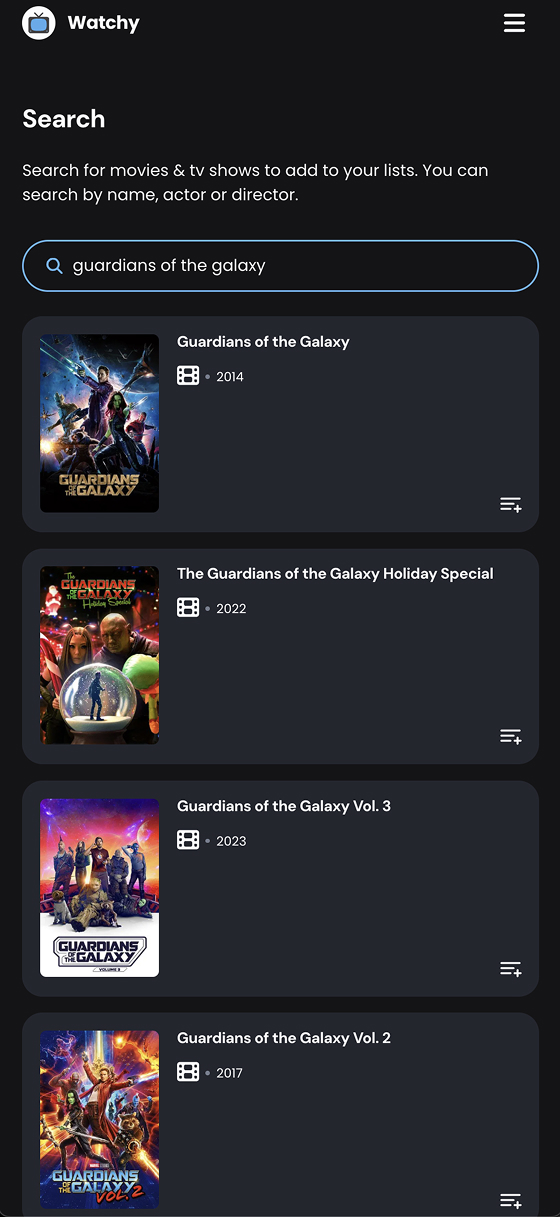 Watchy
Search
Search for movies & tv shows to add to your lists. You can
search by name, actor or director.
guardians of the galaxy
Guardians of the Galaxy
• 2014
GUARDIANS
OF THE GALAXY
The Guardians of the Galaxy Holiday Special
• 2022
The
GUARDIANS
OF THE GALAXY
Holiday Special
Guardians of the Galaxy Vol. 3
• 2023
GUARDIANS
OF THE GALAXY
VOLUME 3
Guardians of the Galaxy Vol. 2
• 2017
MARVEL STUDIOS
GUARDIANS
OF THE GALAXY
VOL. 2